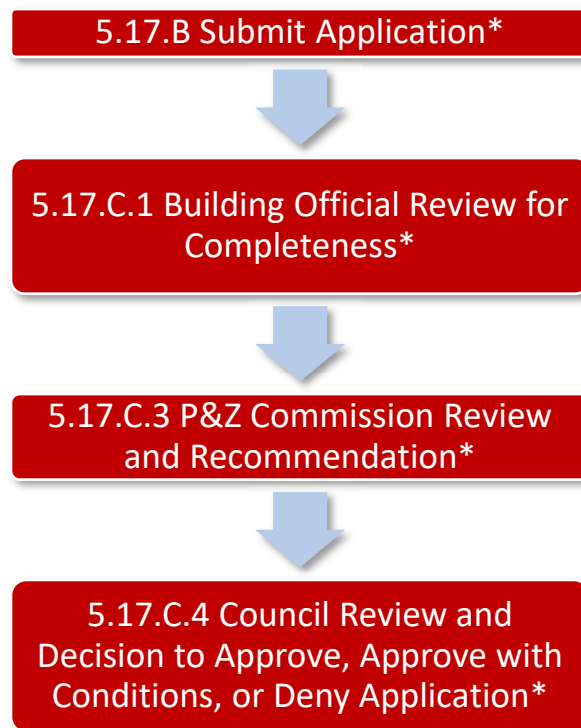 5.17.B Submit Application*
5.17.C.1 Building Official Review for
Completeness*
5.17.C.3 P&Z Commission Review
and Recommendation*
5.17.C.4 Council Review and
Decision to Approve, Approve with
Conditions, or Deny Application*